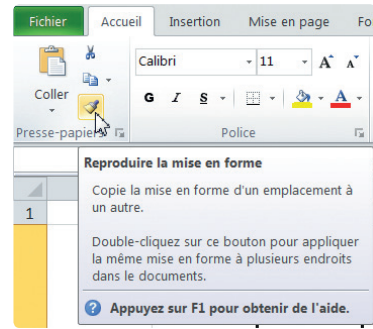 Fichier Accueil Insertion Mise en page Fo
Calibri 11 A A
Coller
G I S A
Presse-papiers Police
Reproduire la mise en forme
Copie la mise en forme d'un emplacement à
un autre.
1
Double-cliquez sur ce bouton pour appliquer
la même mise en forme à plusieurs endroits
dans le documents.
Appuyez sur F1 pour obtenir de l'aide.